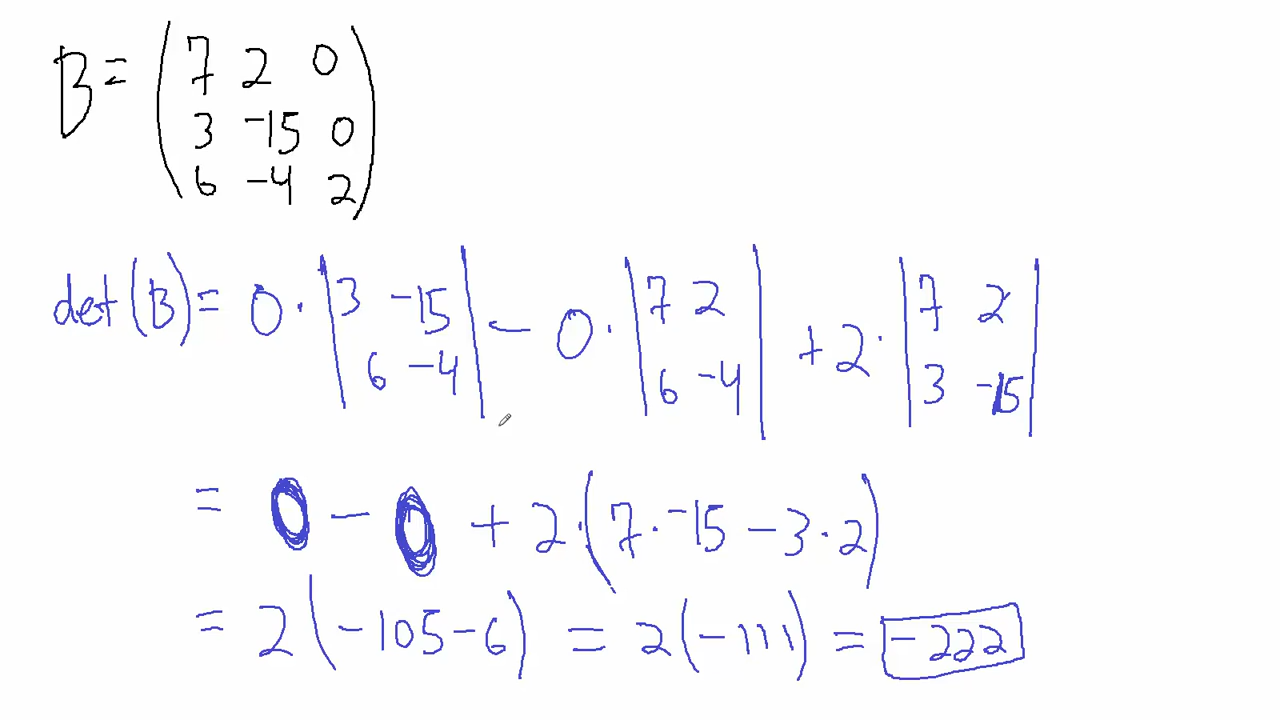 B = ( 7 2 0
3 -15 0
6 -4 2 )
det(B) = 0 · | 3 -15 | - 0 · | 7 2 | + 2 · | 7 2 |
| 6 -4 | | 6 -4 | | 3 -15 |
= 0 - 0 + 2 · ( 7 · -15 - 3 · 2 )
= 2 ( -105 - 6 ) = 2 ( -111 ) = -222